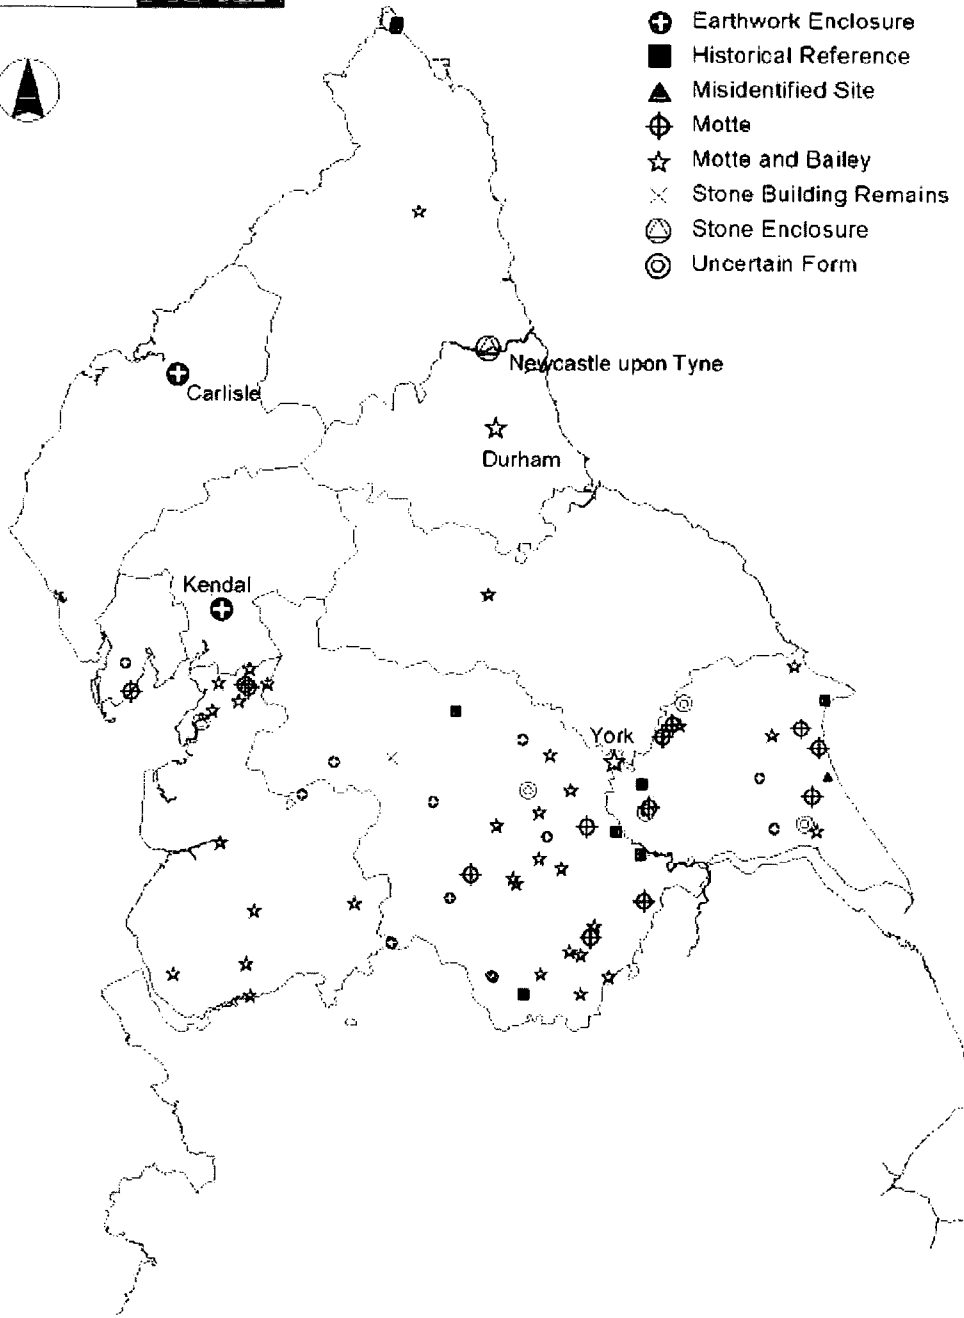 Earthwork Enclosure
Historical Reference
Misidentified Site
Motte
Motte and Bailey
Stone Building Remains
Stone Enclosure
Uncertain Form
Newcastle upon Tyne
Carlisle
Durham
Kendal
York